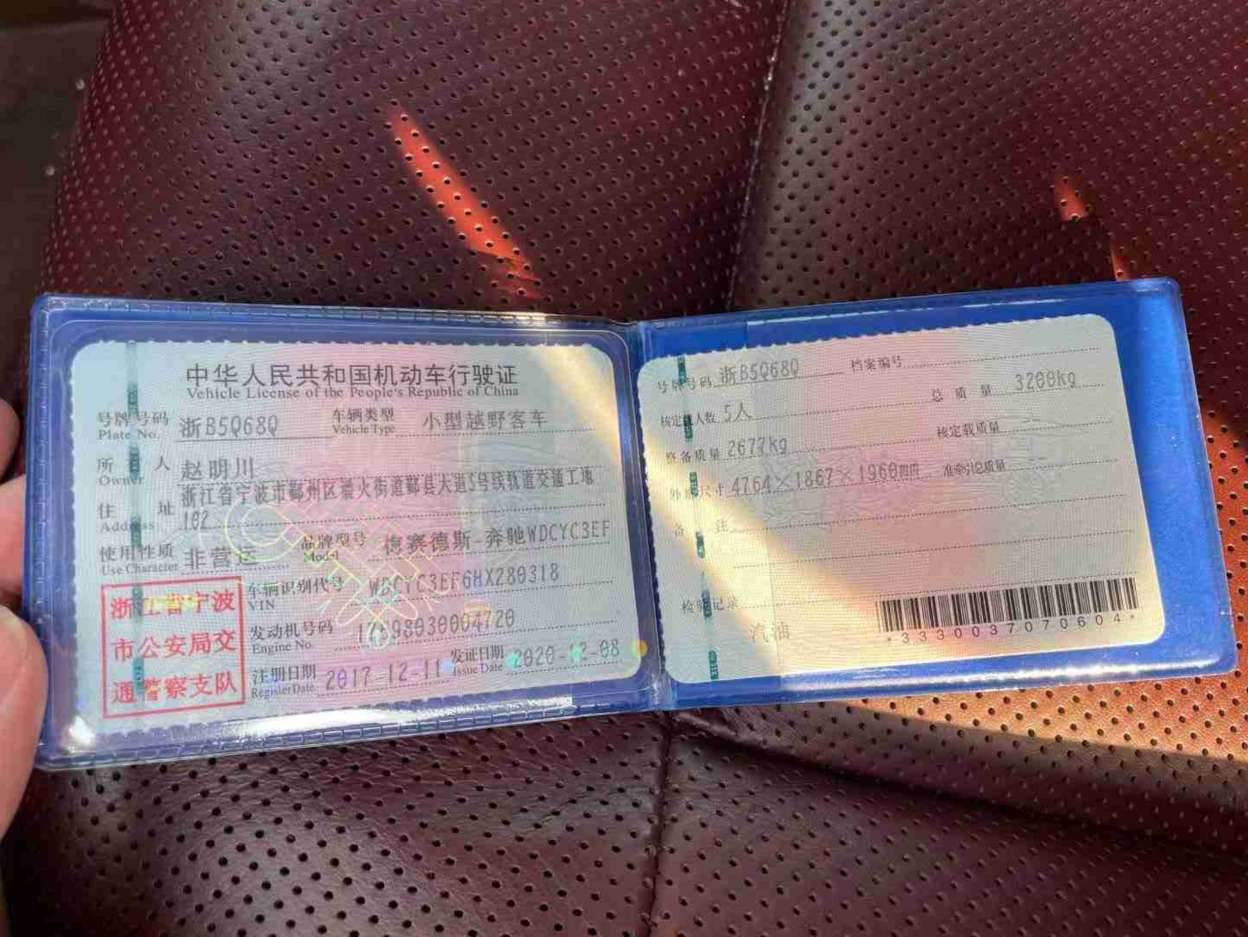 中华人民共和国机动车行驶证
Vehicle License of the People's Republic of China
号牌号码 浙B5Q68Q 车辆类型 小型越野客车
Plate No. Vehicle Type
所有人 赵明川
Owner
住址 浙江省宁波市鄞州区潘火街道鄞县大道5号线轨道交通工地
Address 102
使用性质 非营运 品牌型号 梅赛德斯-奔驰WDCYC3EF
Use Character Model
车辆识别代号 WDCYC3EF6HX280318
VIN
发动机号码 17698030004720
Engine No.
注册日期 2017-12-11 发证日期 2020-12-08
Register Date Issue Date
浙江省宁波
市公安局交
通警察支队
号牌号码 浙B5Q68Q 档案编号
核定载人数 5人 总质量 3200kg
整备质量 2677kg 核定载质量
外廓尺寸 4764×1867×1960mm 准牵引总质量
备注
检验记录
汽油
*3330037070604*